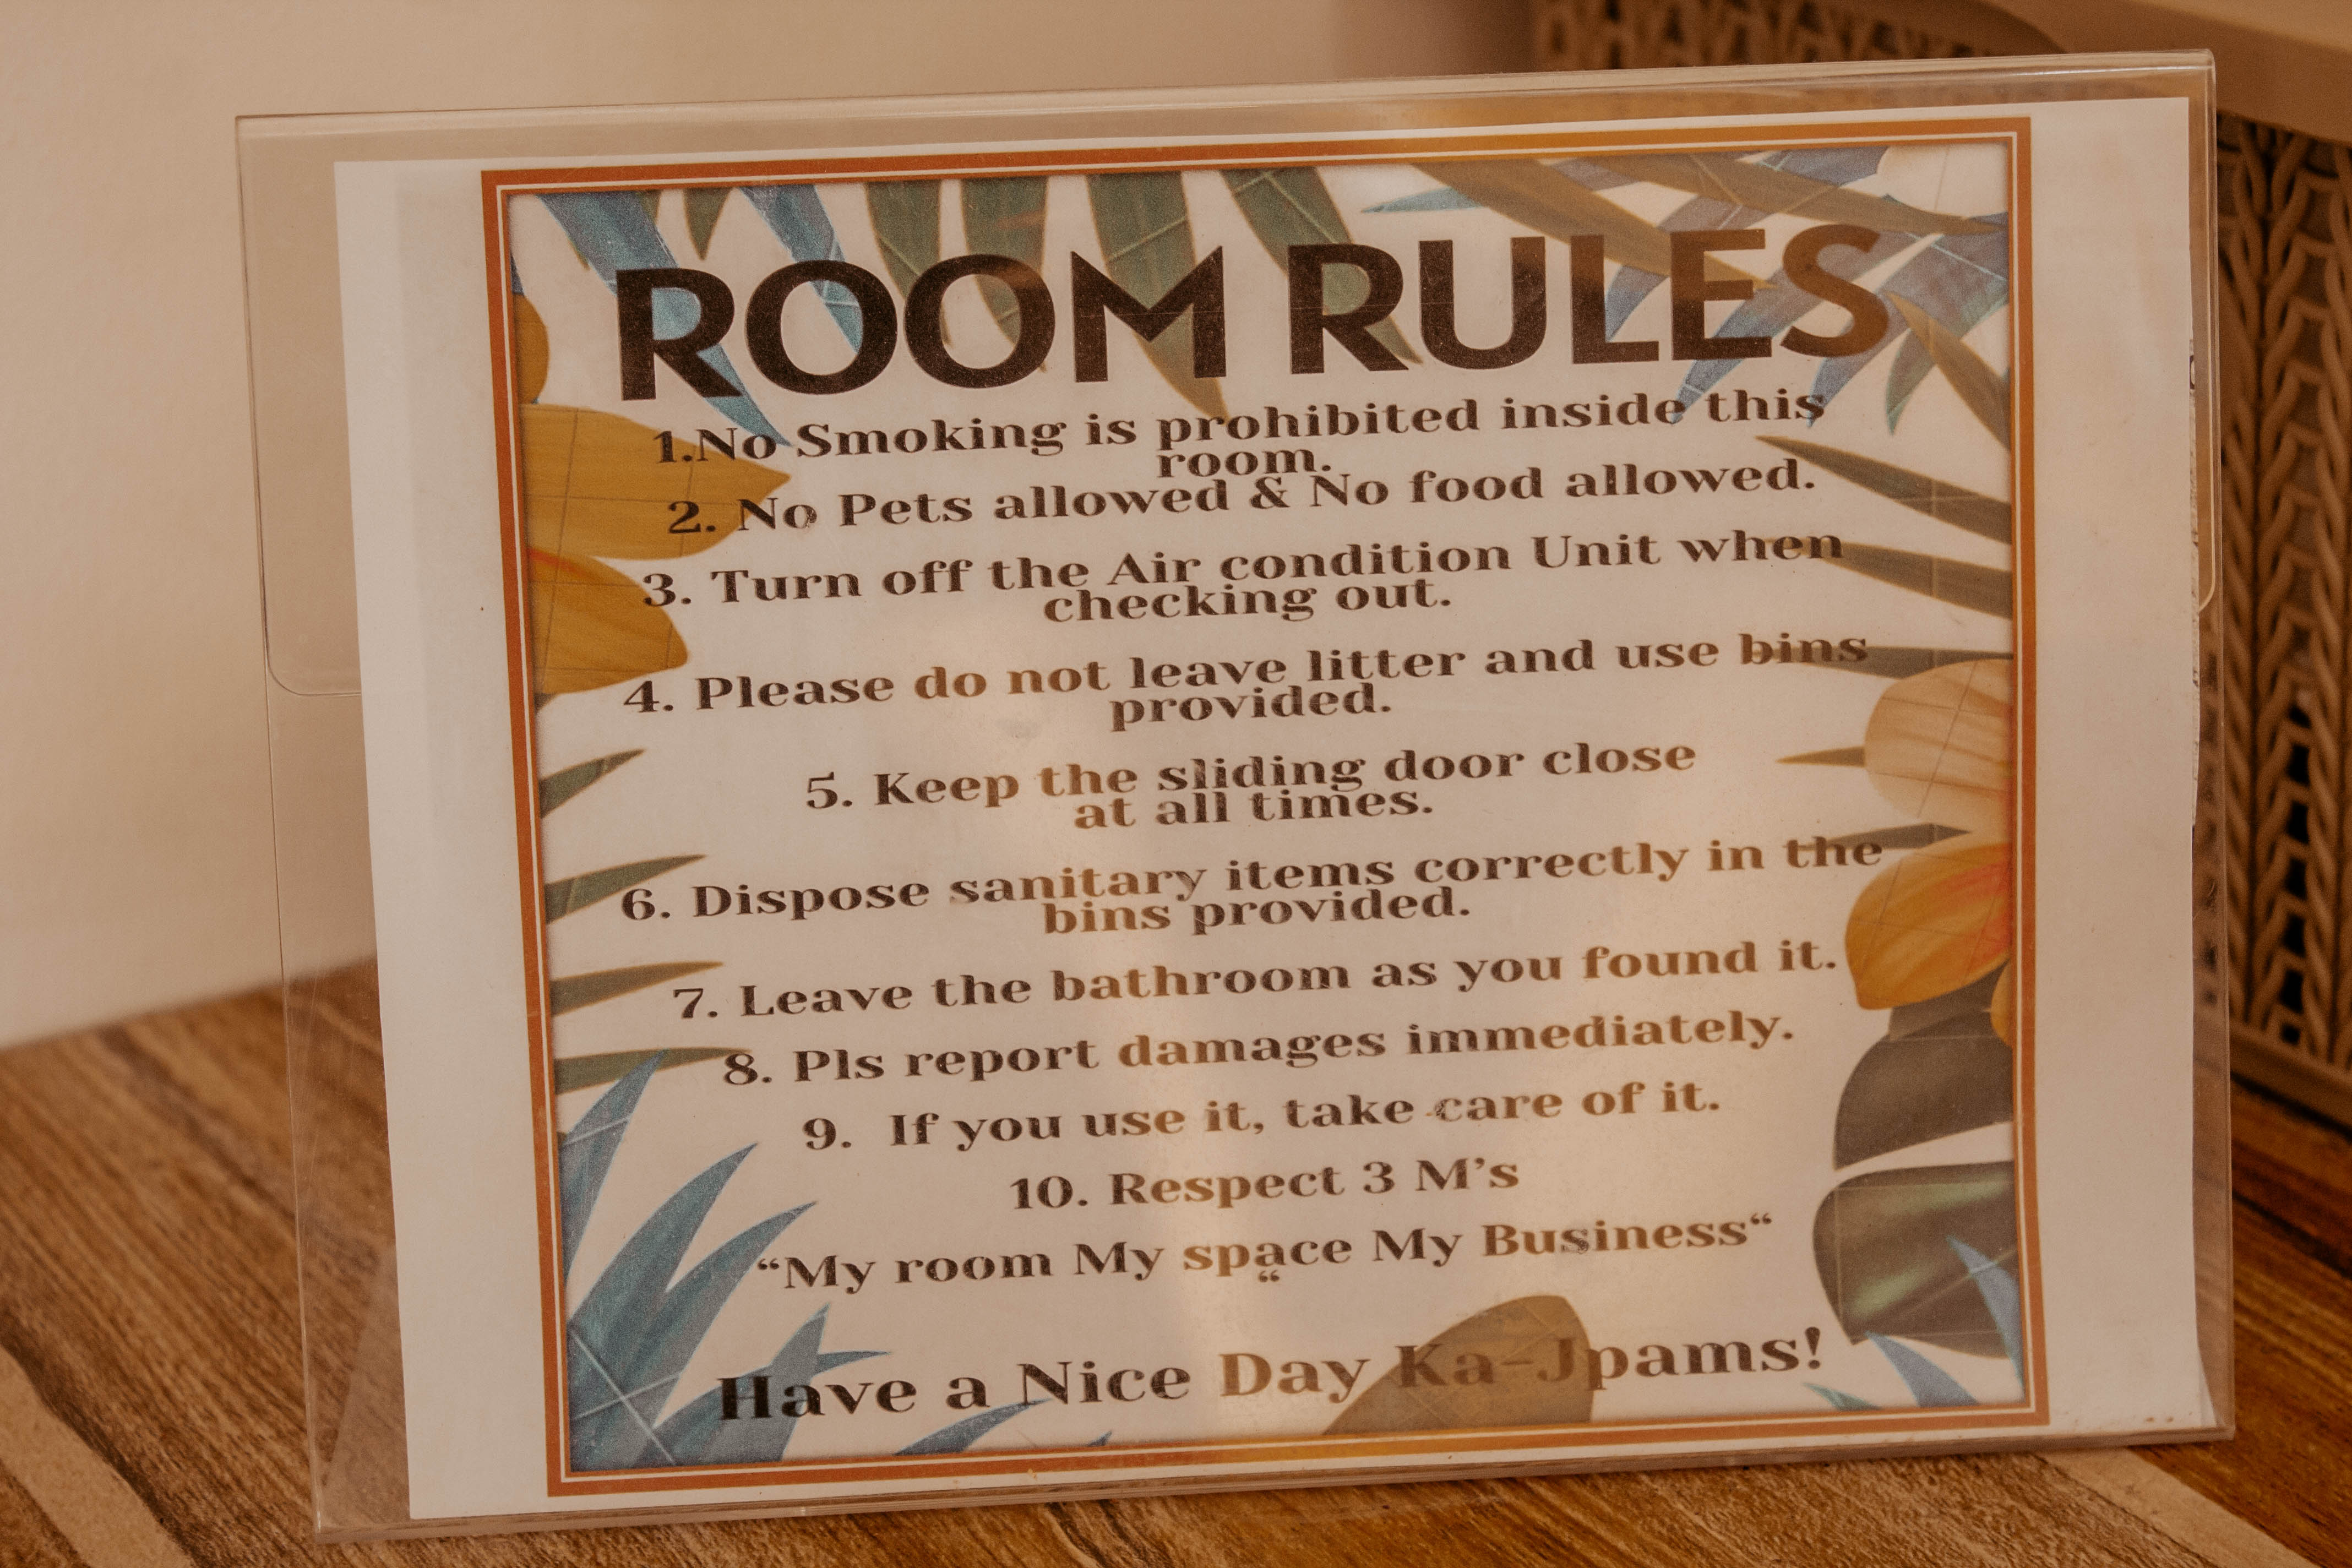 ROOM RULES
1.No Smoking is prohibited inside this
room.
2. No Pets allowed & No food allowed.
3. Turn off the Air condition Unit when
checking out.
4. Please do not leave litter and use bins
provided.
5. Keep the sliding door close
at all times.
6. Dispose sanitary items correctly in the
bins provided.
7. Leave the bathroom as you found it.
8. Pls report damages immediately.
9. If you use it, take care of it.
10. Respect 3 M’s
“My room My space My Business“
“
Have a Nice Day Ka-Jpams!